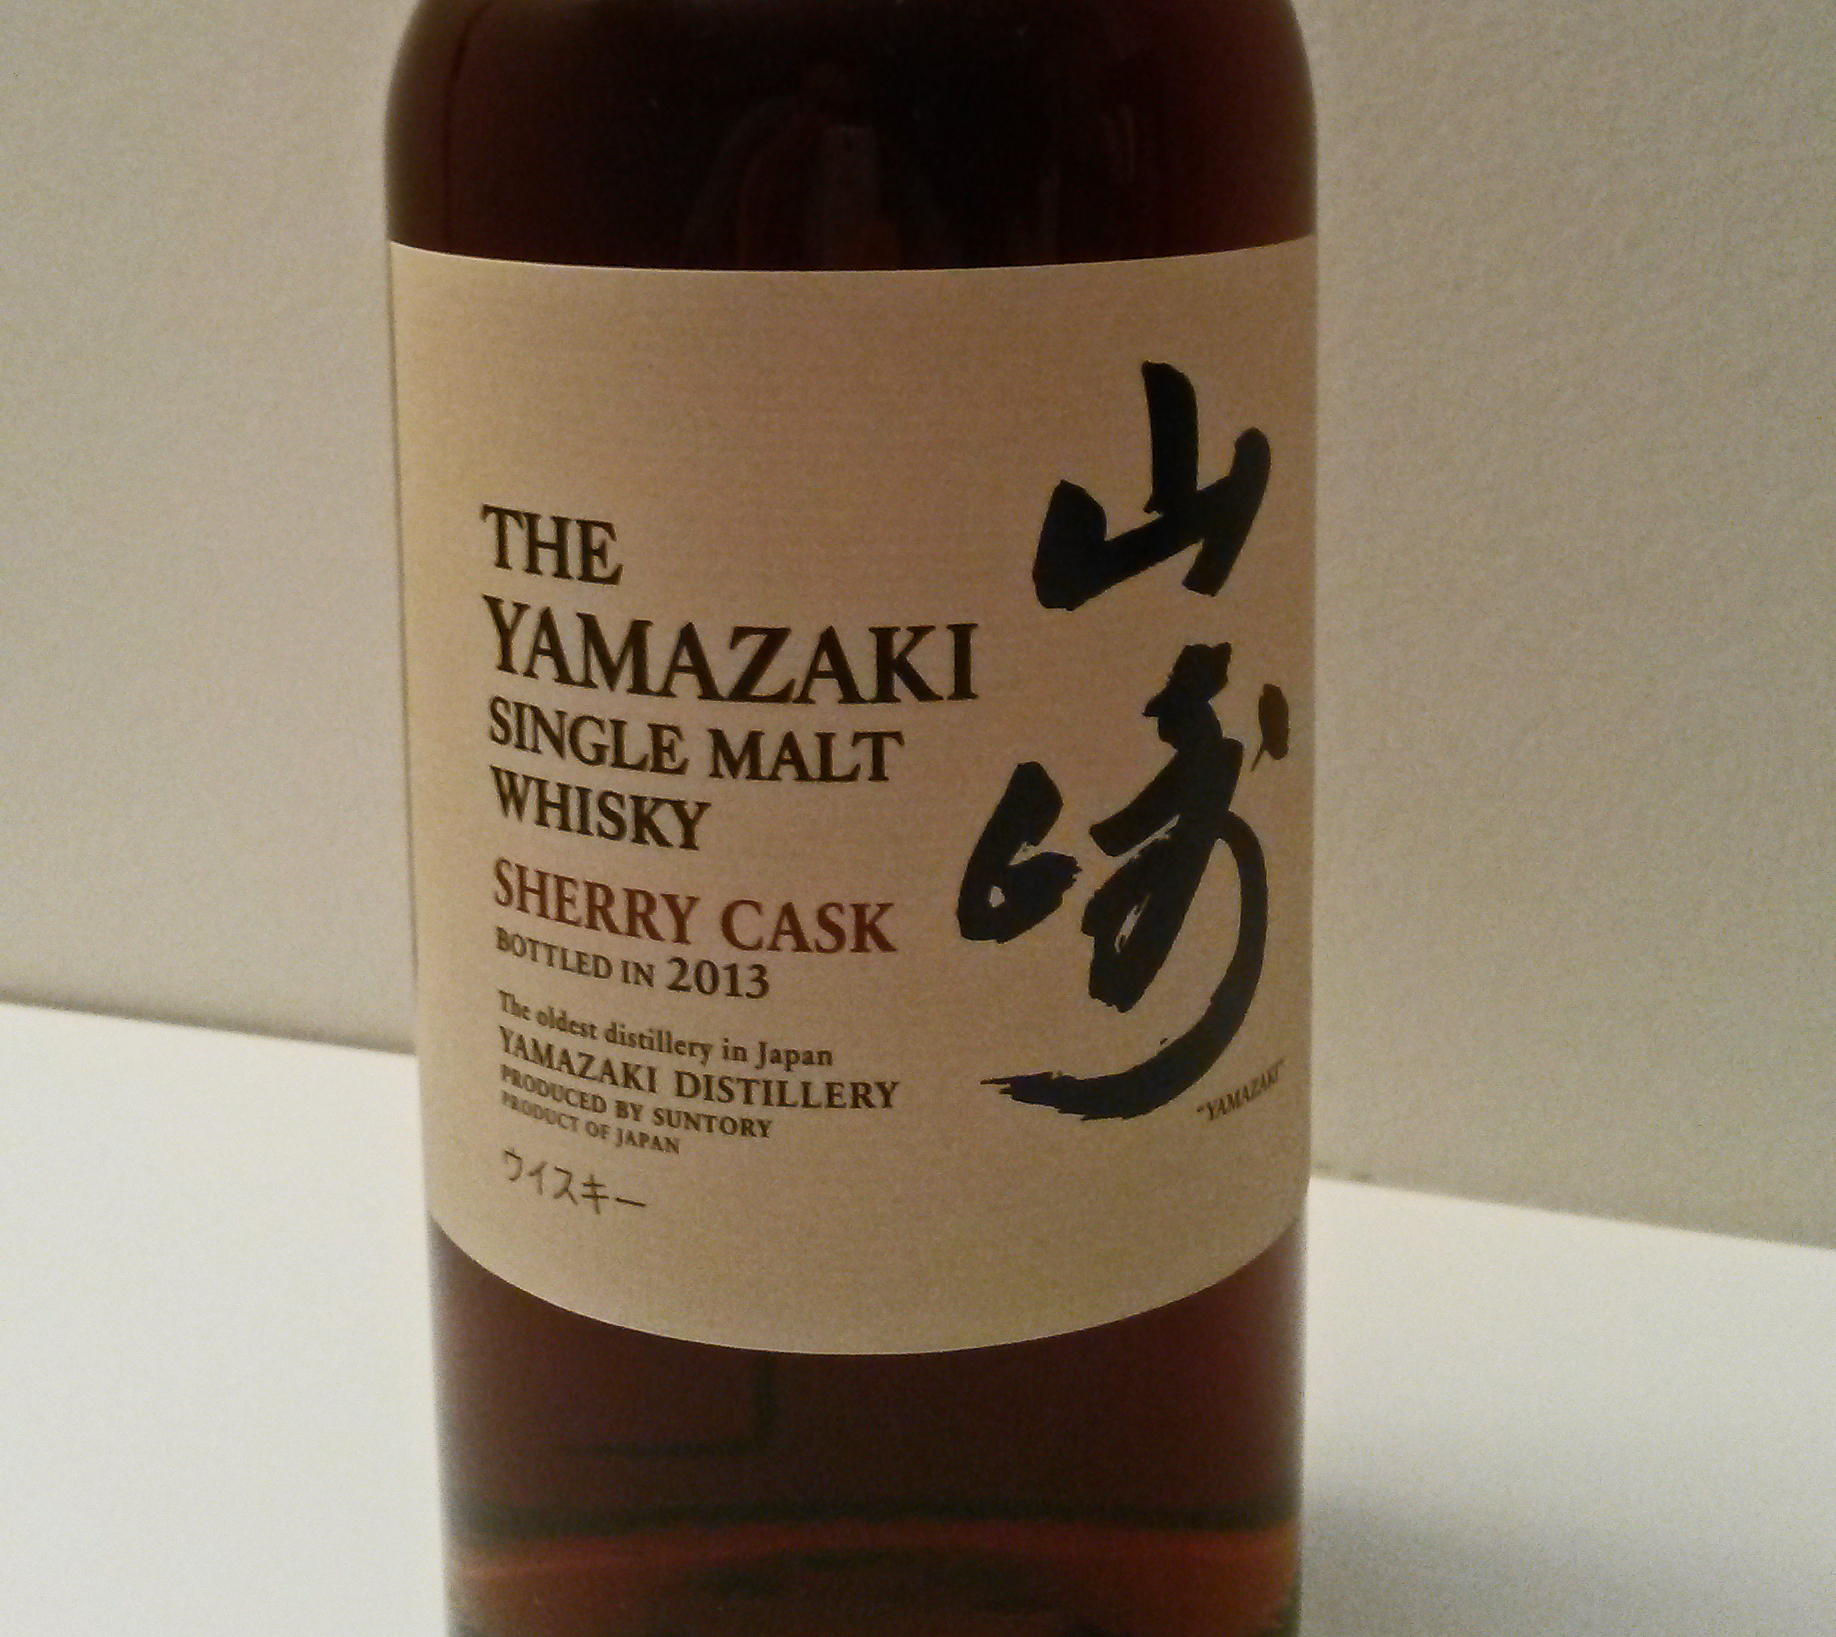 THE
YAMAZAKI
SINGLE MALT
WHISKY
SHERRY CASK
BOTTLED IN 2013
The oldest distillery in Japan
YAMAZAKI DISTILLERY
PRODUCED BY SUNTORY
PRODUCT OF JAPAN
ウイスキー
山崎
"YAMAZAKI"